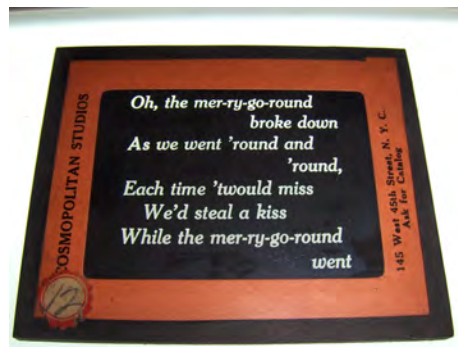 COSMOPOLITAN STUDIOS
Oh, the mer-ry-go-round
broke down
As we went 'round and
'round,
Each time 'twould miss
We'd steal a kiss
While the mer-ry-go-round
went
145 West 45th Street, N. Y. C.
Ask for Catalog
12